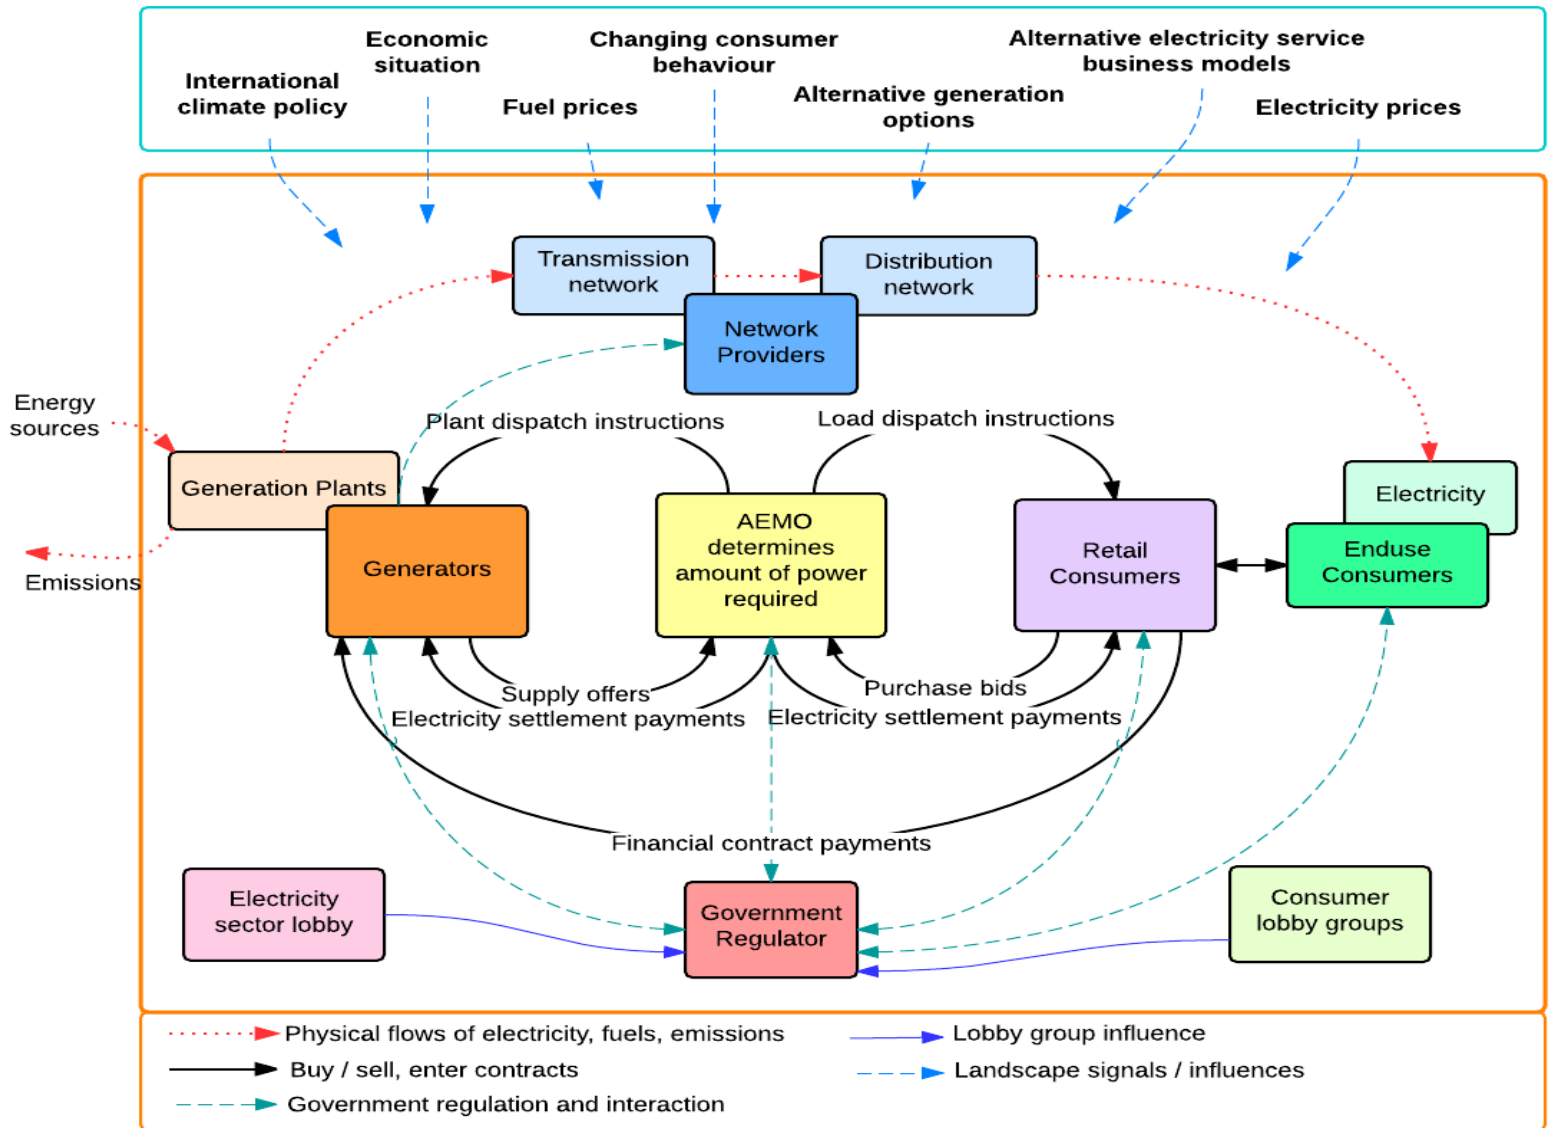 Economic
situation
Changing consumer
behaviour
Alternative electricity service
business models
International
climate policy
Fuel prices
Alternative generation
options
Electricity prices
Transmission
network
Distribution
network
Network
Providers
Energy
sources
Plant dispatch instructions
Load dispatch instructions
Generation Plants
Electricity
AEMO
determines
amount of power
required
Generators
Retail
Consumers
Enduse
Consumers
Emissions
Supply offers
Purchase bids
Electricity settlement payments
Electricity settlement payments
Financial contract payments
Electricity
sector lobby
Government
Regulator
Consumer
lobby groups
Physical flows of electricity, fuels, emissions
Lobby group influence
Buy / sell, enter contracts
Landscape signals / influences
Government regulation and interaction